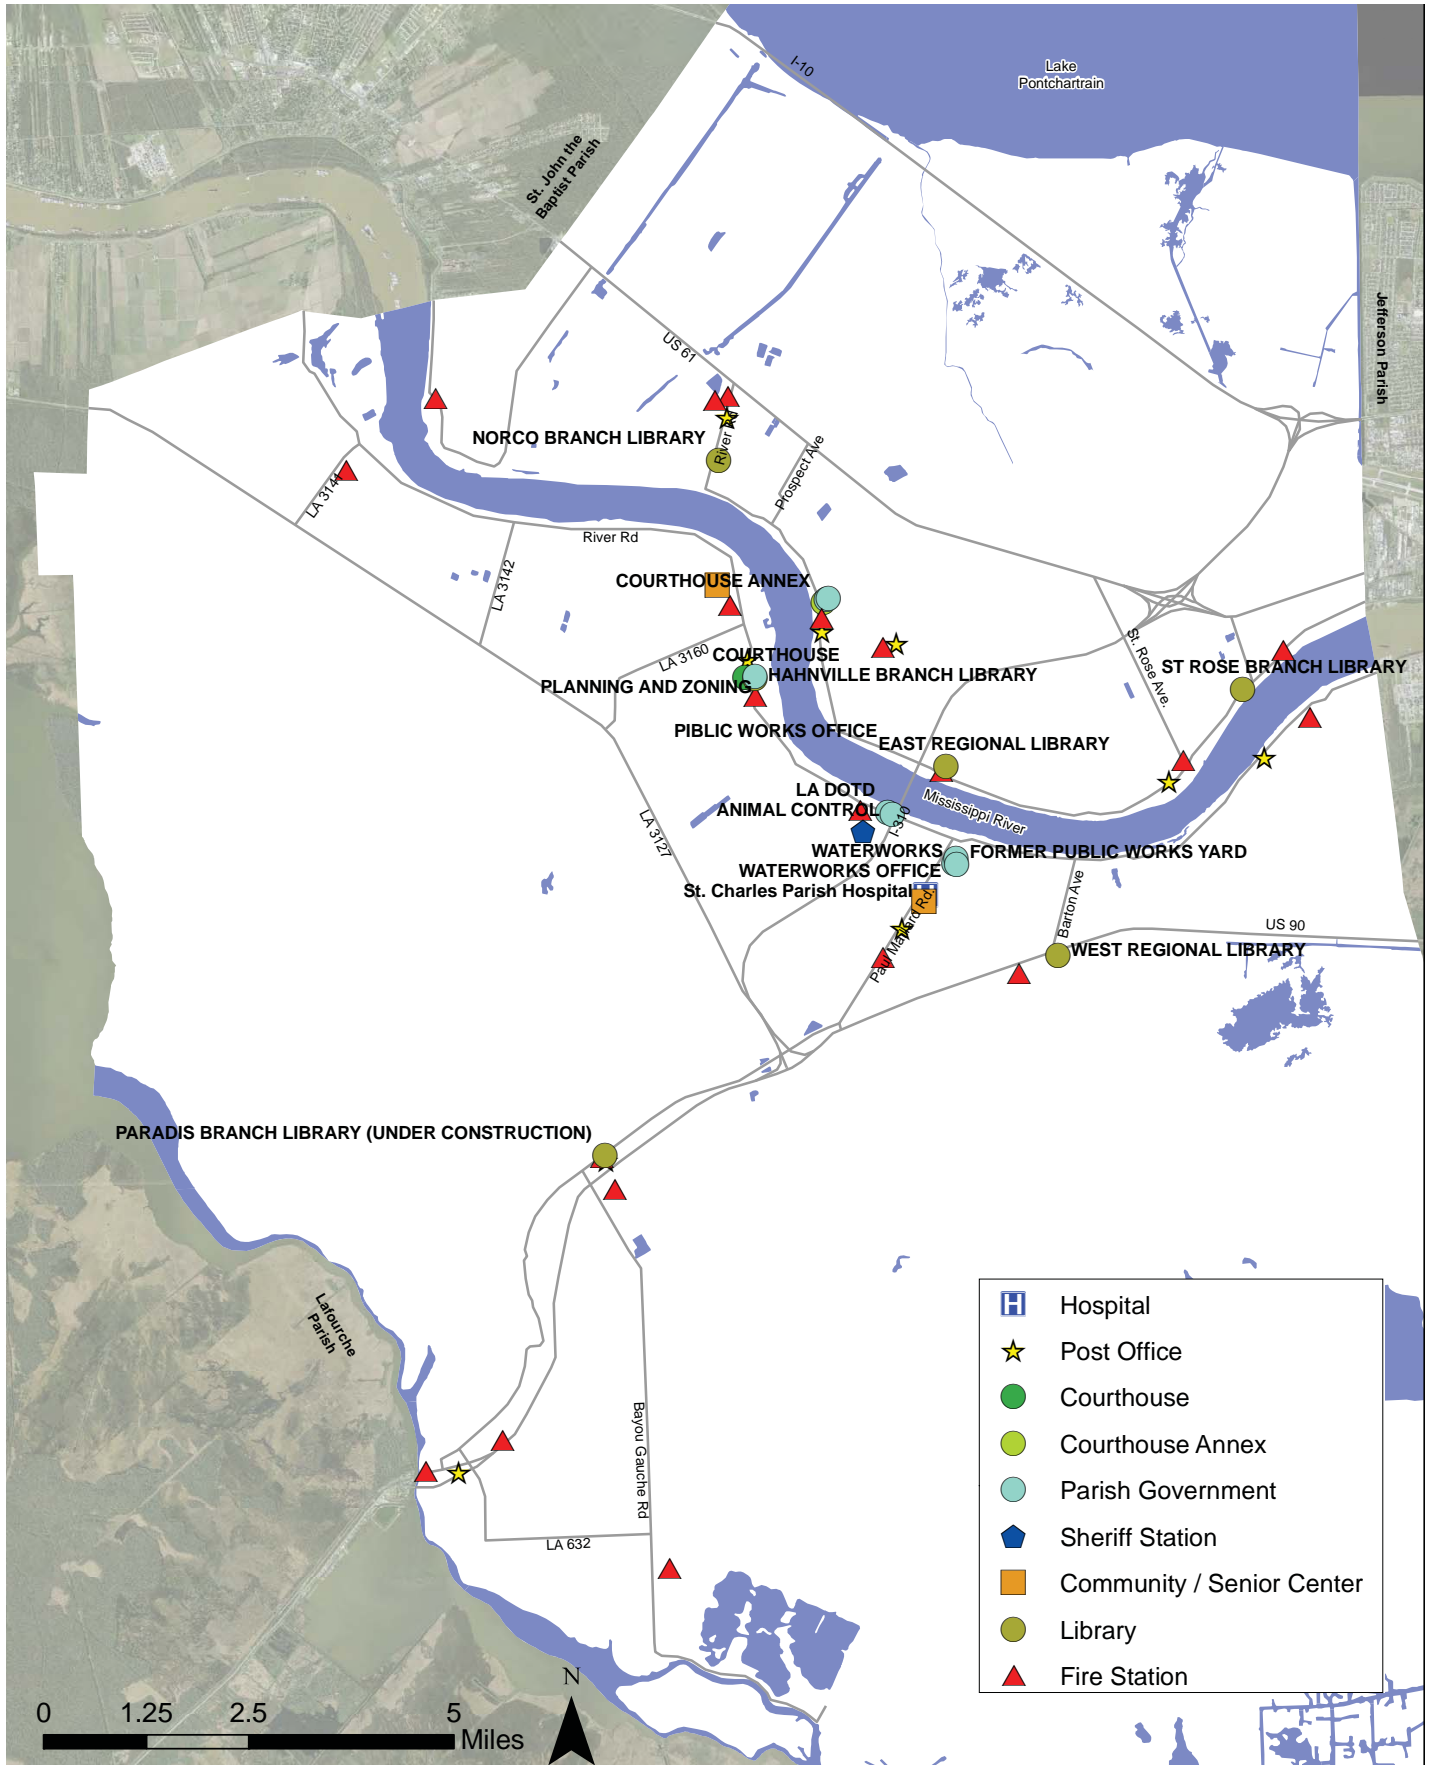 I-10
Lake
Pontchartrain
St. John the
Baptist Parish
Jefferson Parish
US 61
NORCO BRANCH LIBRARY
River Rd
Prospect Ave
LA 3141
River Rd
LA 3142
COURTHOUSE ANNEX
St. Rose Ave.
LA 3160
COURTHOUSE
ST ROSE BRANCH LIBRARY
HAHNVILLE BRANCH LIBRARY
PLANNING AND ZONING
PIBLIC WORKS OFFICE
EAST REGIONAL LIBRARY
LA DOTD
Mississippi River
ANIMAL CONTROL
I-310
LA 3127
WATERWORKS
FORMER PUBLIC WORKS YARD
WATERWORKS OFFICE
St. Charles Parish Hospital
Barton Ave
Paul Maillard Rd.
US 90
WEST REGIONAL LIBRARY
PARADIS BRANCH LIBRARY (UNDER CONSTRUCTION)
Lafourche
Parish
Bayou Gauche Rd
LA 632
H Hospital
Post Office
Courthouse
Courthouse Annex
Parish Government
Sheriff Station
Community / Senior Center
Library
Fire Station
N
0 1.25 2.5 5
Miles